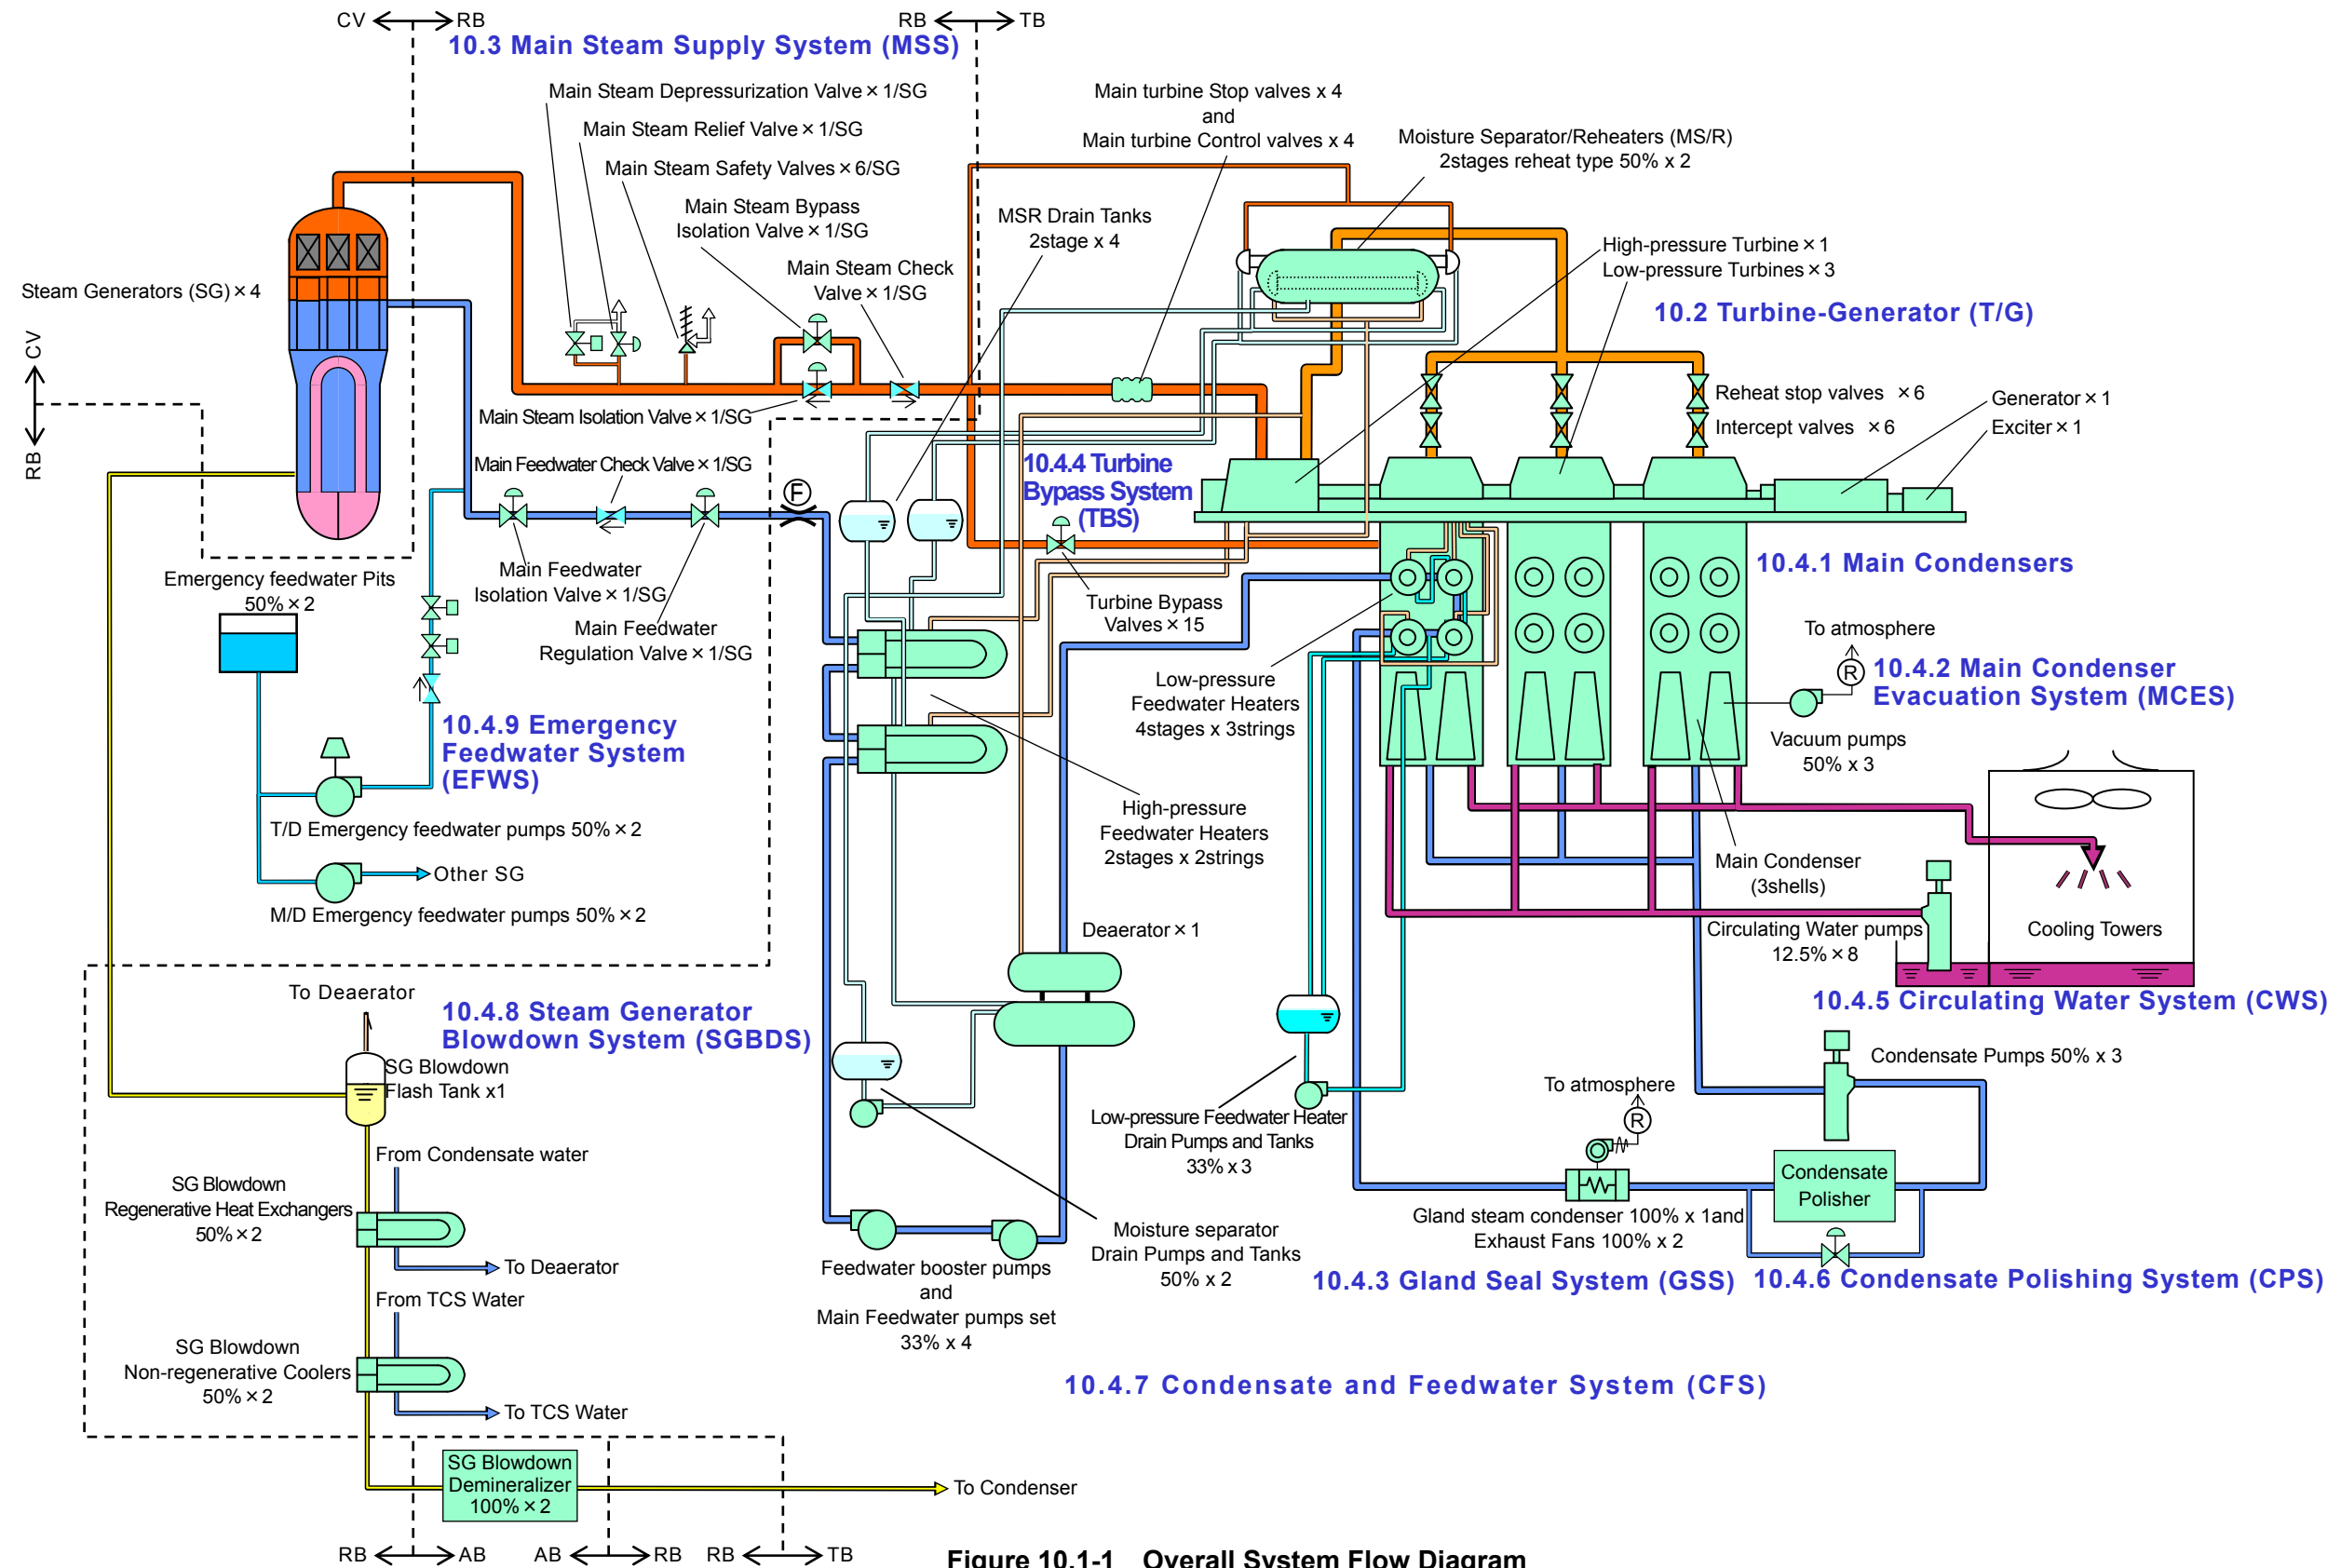 CV RB
RB TB
10.3 Main Steam Supply System (MSS)
Main Steam Depressurization Valve×1/SG
Main Steam Relief Valve×1/SG
Main Steam Safety Valves×6/SG
Main Steam Bypass
Isolation Valve×1/SG
Main Steam Check
Valve×1/SG
Main turbine Stop valves x 4
and
Main turbine Control valves x 4
Moisture Separator/Reheaters (MS/R)
2stages reheat type 50% x 2
MSR Drain Tanks
2stage x 4
High-pressure Turbine×1
Low-pressure Turbines×3
10.2 Turbine-Generator (T/G)
Steam Generators (SG)×4
CV
RB
Main Steam Isolation Valve×1/SG
Reheat stop valves ×6
Intercept valves ×6
Generator×1
Exciter×1
Main Feedwater Check Valve×1/SG
F
10.4.4 Turbine
Bypass System
(TBS)
Main Feedwater
Isolation Valve×1/SG
Main Feedwater
Regulation Valve×1/SG
Emergency feedwater Pits
50%×2
Turbine Bypass
Valves×15
10.4.1 Main Condensers
To atmosphere
R
10.4.2 Main Condenser
Evacuation System (MCES)
Vacuum pumps
50% x 3
Low-pressure
Feedwater Heaters
4stages x 3strings
10.4.9 Emergency
Feedwater System
(EFWS)
T/D Emergency feedwater pumps 50%×2
Other SG
M/D Emergency feedwater pumps 50%×2
High-pressure
Feedwater Heaters
2stages x 2strings
Main Condenser
(3shells)
Circulating Water pumps
12.5%×8
Cooling Towers
10.4.5 Circulating Water System (CWS)
Deaerator×1
To Deaerator
10.4.8 Steam Generator
Blowdown System (SGBDS)
SG Blowdown
Flash Tank x1
Condensate Pumps 50% x 3
To atmosphere
R
Low-pressure Feedwater Heater
Drain Pumps and Tanks
33% x 3
From Condensate water
SG Blowdown
Regenerative Heat Exchangers
50%×2
To Deaerator
Condensate
Polisher
Gland steam condenser 100% x 1and
Exhaust Fans 100% x 2
Moisture separator
Drain Pumps and Tanks
50% x 2
Feedwater booster pumps
and
Main Feedwater pumps set
33% x 4
10.4.3 Gland Seal System (GSS)
10.4.6 Condensate Polishing System (CPS)
From TCS Water
SG Blowdown
Non-regenerative Coolers
50%×2
To TCS Water
10.4.7 Condensate and Feedwater System (CFS)
SG Blowdown
Demineralizer
100%×2
To Condenser
RB AB
AB RB
RB TB
Figure 10.1-1 Overall System Flow Diagram